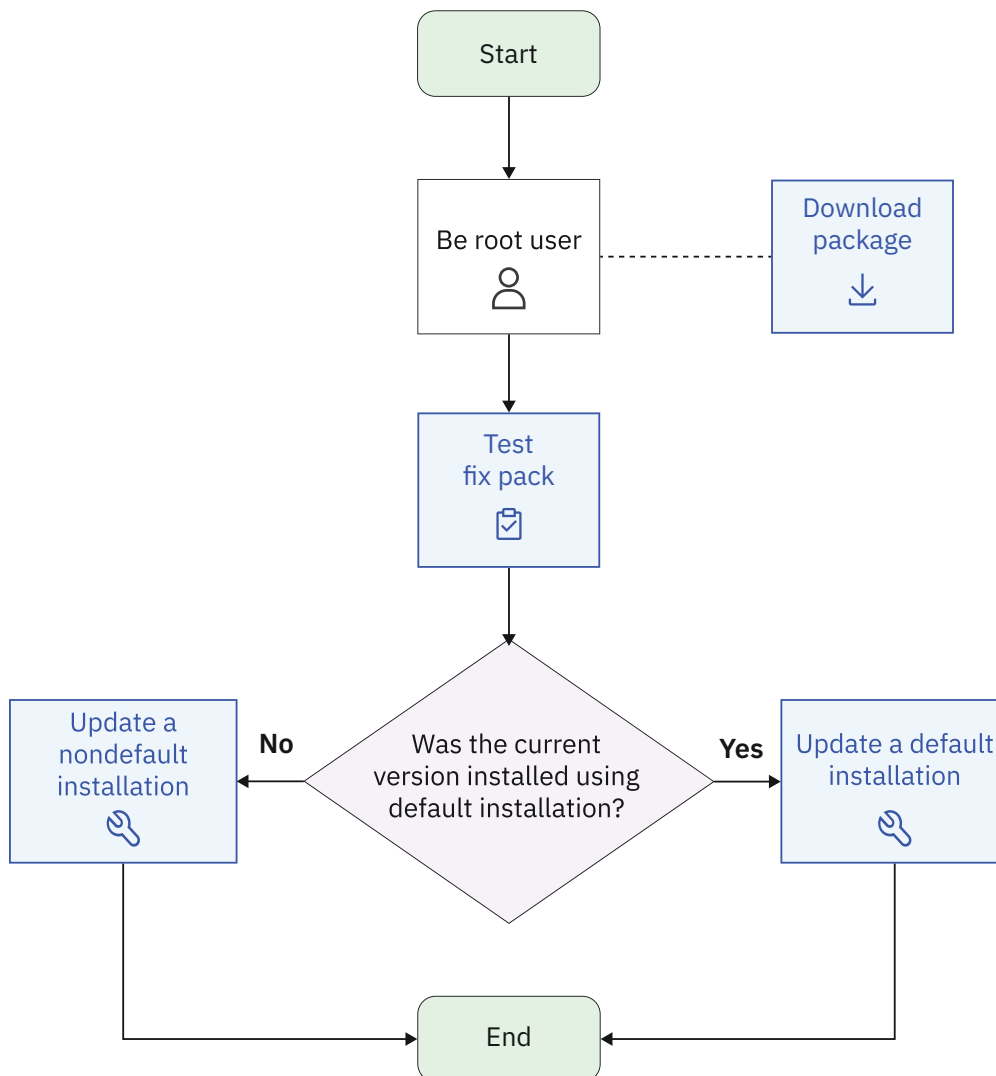 Start
Be root user
Download
package
Test
fix pack
Was the current
version installed using
default installation?
No
Update a
nondefault
installation
Yes
Update a default
installation
End